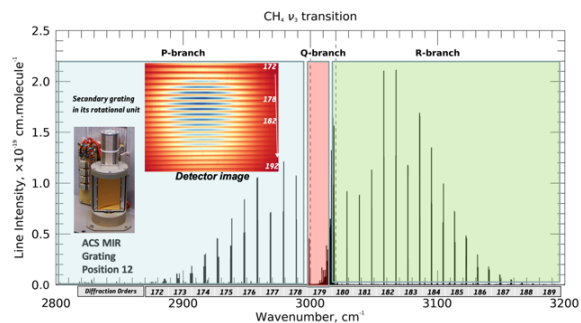 CH₄ ν₃ transition
P-branch
Q-branch
R-branch
2.5
2.0
1.5
1.0
0.5
0.0
Line Intensity, ×10⁻¹⁹ cm.molecule⁻¹
172
178
182
192
Secondary grating
in its rotational unit
Detector image
ACS MIR
Grating
Position 12
Diffraction Orders
172 173 174 175 176 177 178 179 180 181 182 183 184 185 186 187 188 189
2800 2900 3000 3100 3200
Wavenumber, cm⁻¹